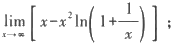 lim_{x→∞} [ x-x² ln( 1+ 1/x ) ] ;